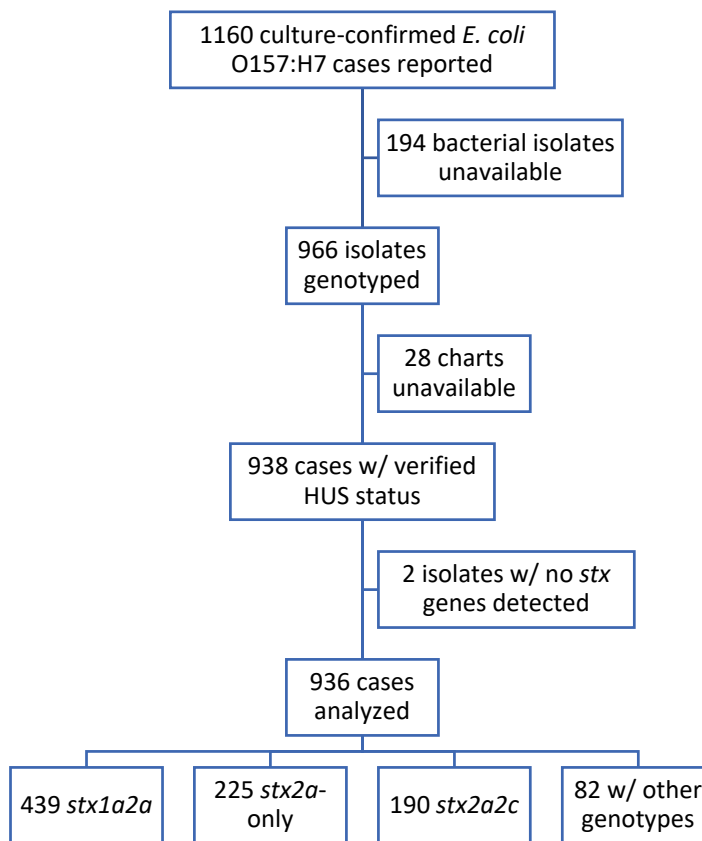 1160 culture-confirmed E. coli
O157:H7 cases reported
194 bacterial isolates
unavailable
966 isolates
genotyped
28 charts
unavailable
938 cases w/ verified
HUS status
2 isolates w/ no stx
genes detected
936 cases
analyzed
439 stx1a2a
225 stx2a-
only
190 stx2a2c
82 w/ other
genotypes